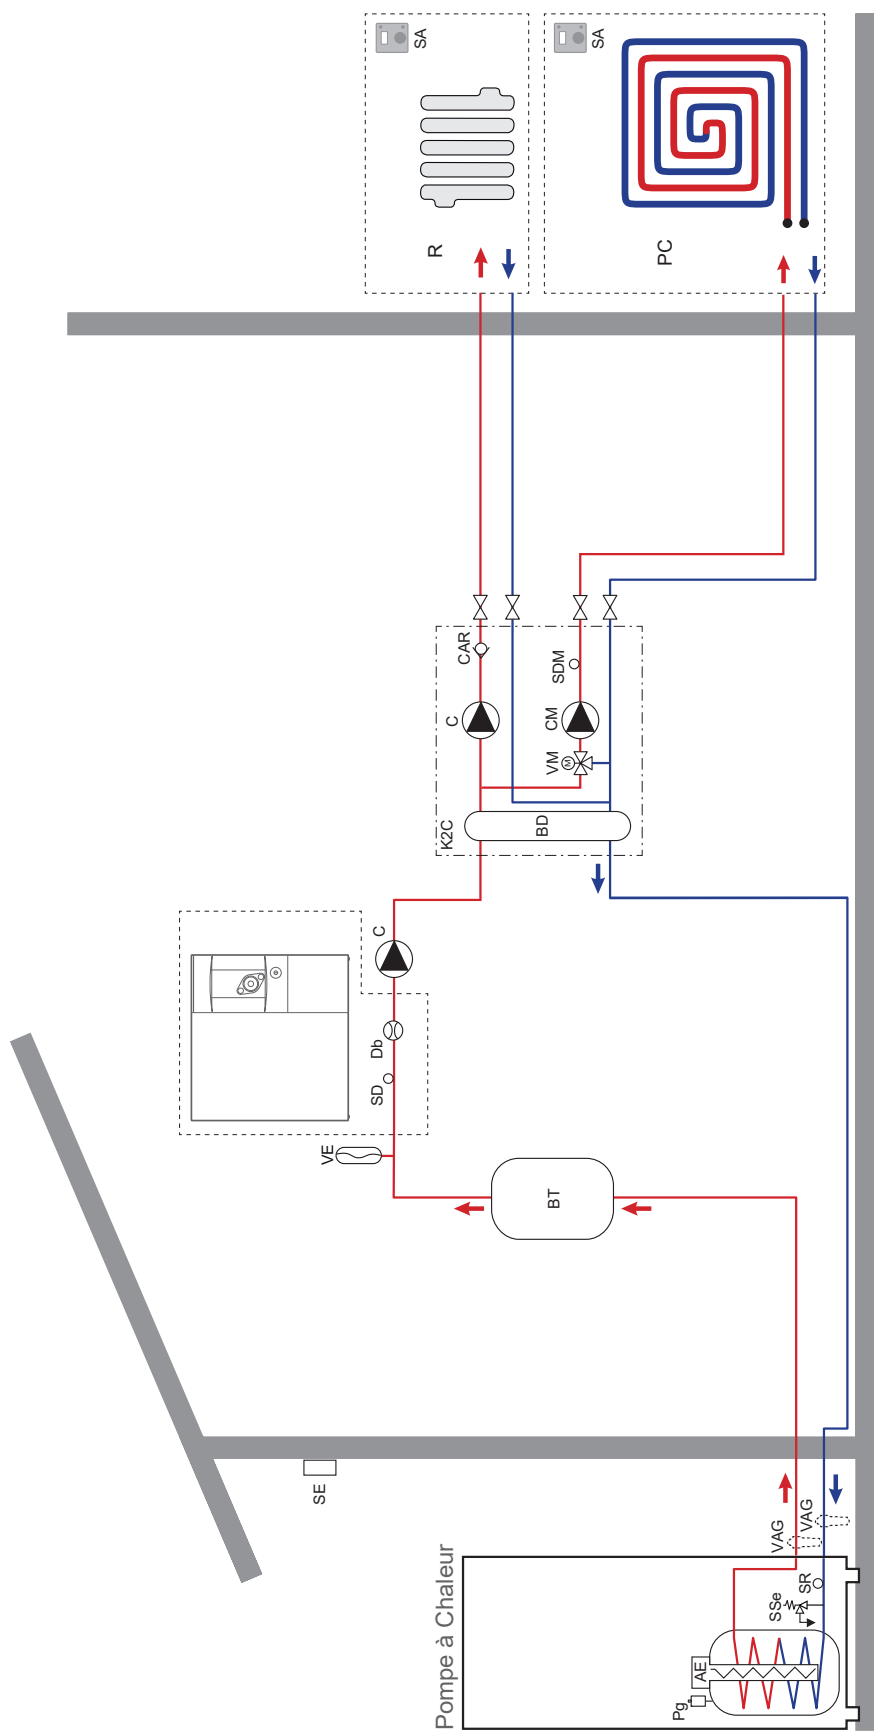 Pompe à Chaleur
Pg
AE
SSe
SR
VAG
VAG
SE
BT
VE
SD
Db
C
K2C
BD
VM
M
CM
C
SDM
CAR
R
SA
PC
SA